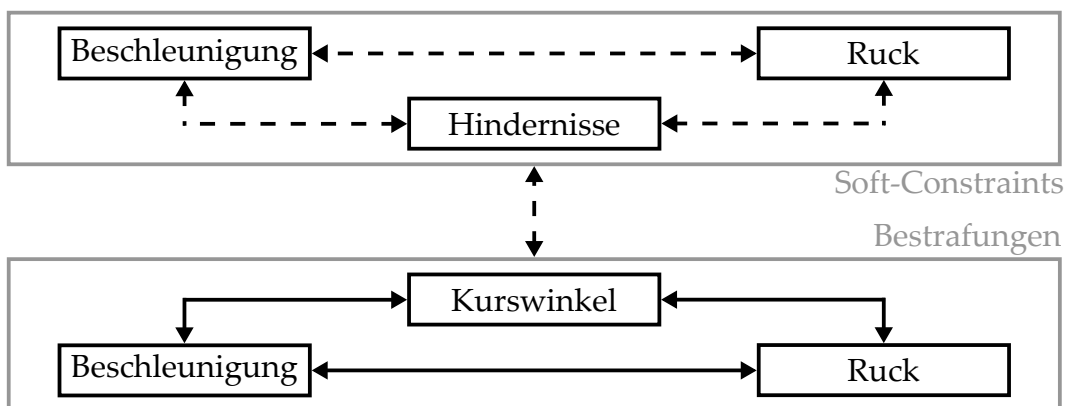 Beschleunigung
Ruck
Hindernisse
Soft-Constraints
Bestrafungen
Kurswinkel
Beschleunigung
Ruck